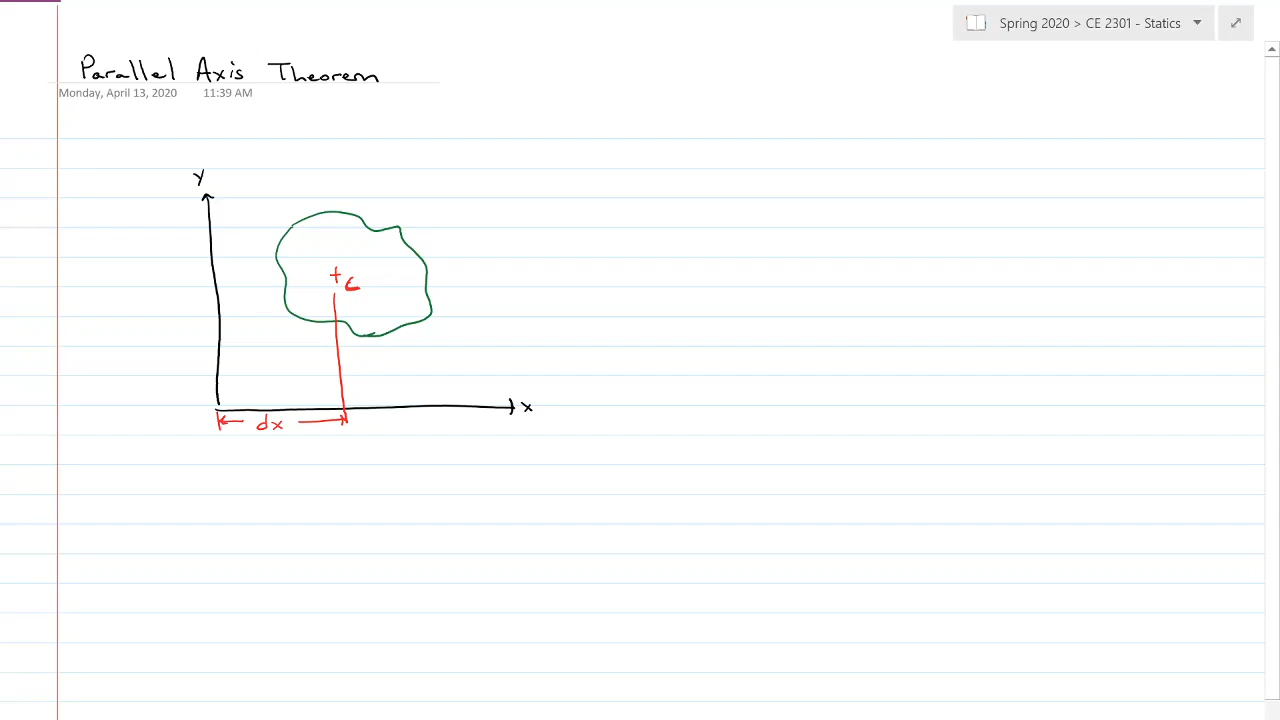 Spring 2020 > CE 2301 - Statics
Parallel Axis Theorem
Monday, April 13, 2020 11:39 AM
y
c
x
dx